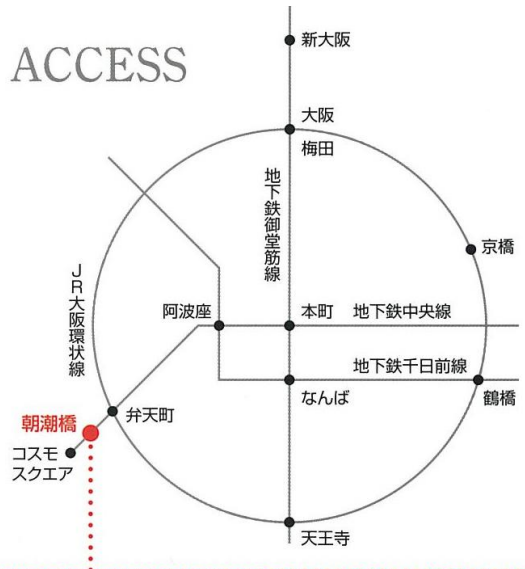 ACCESS
新大阪
大阪
梅田
地下鉄御堂筋線
京橋
JR大阪環状線
阿波座
本町
地下鉄中央線
地下鉄千日前線
なんば
鶴橋
弁天町
朝潮橋
コスモ
スクエア
天王寺